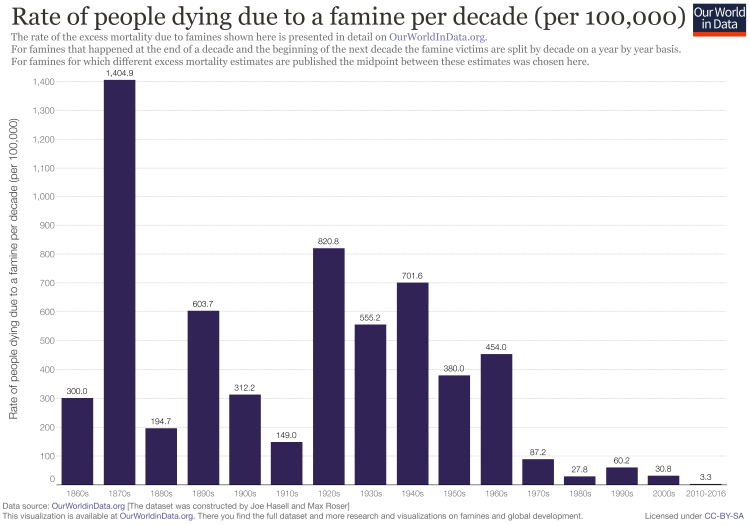 Rate of people dying due to a famine per decade (per 100,000)
Our World
in Data
The rate of the excess mortality due to famines shown here is presented in detail on OurWorldInData.org.
For famines that happened at the end of a decade and the beginning of the next decade the famine victims are split by decade on a year by year basis.
For famines for which different excess mortality estimates are published the midpoint between these estimates was chosen here.
Rate of people dying due to a famine per decade (per 100,000)
1,400
1,300
1,200
1,100
1,000
900
800
700
600
500
400
300
200
100
0
300.0
1,404.9
194.7
603.7
312.2
149.0
820.8
555.2
701.6
380.0
454.0
87.2
27.8
60.2
30.8
3.3
1860s 1870s 1880s 1890s 1900s 1910s 1920s 1930s 1940s 1950s 1960s 1970s 1980s 1990s 2000s 2010-2016
Data source: OurWorldinData.org [The dataset was constructed by Joe Hasell and Max Roser]
This visualization is available at OurWorldinData.org. There you find the full dataset and more research and visualizations on famines and global development.
Licensed under CC-BY-SA